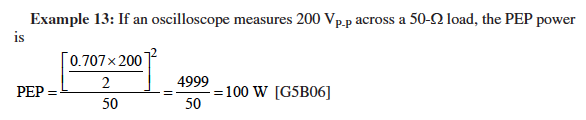 Example 13: If an oscilloscope measures 200 V_P-P across a 50-Ω load, the PEP power
is
PEP = [0.707×200 / 2]² / 50 = 4999 / 50 = 100 W [G5B06]